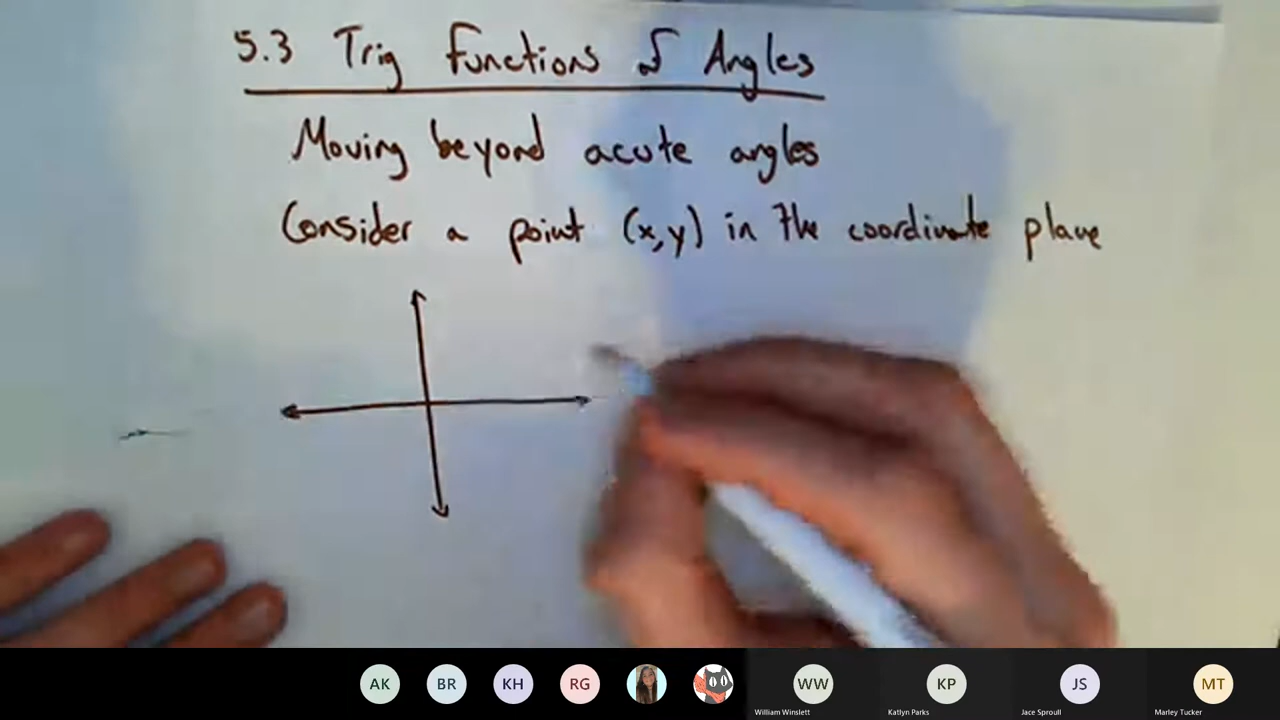 5.3 Trig Functions of Angles
Moving beyond acute angles
Consider a point (x,y) in the coordinate plane
AK BR KH RG WW KP JS MT
William Winslett Katlyn Parks Jace Sproull Marley Tucker